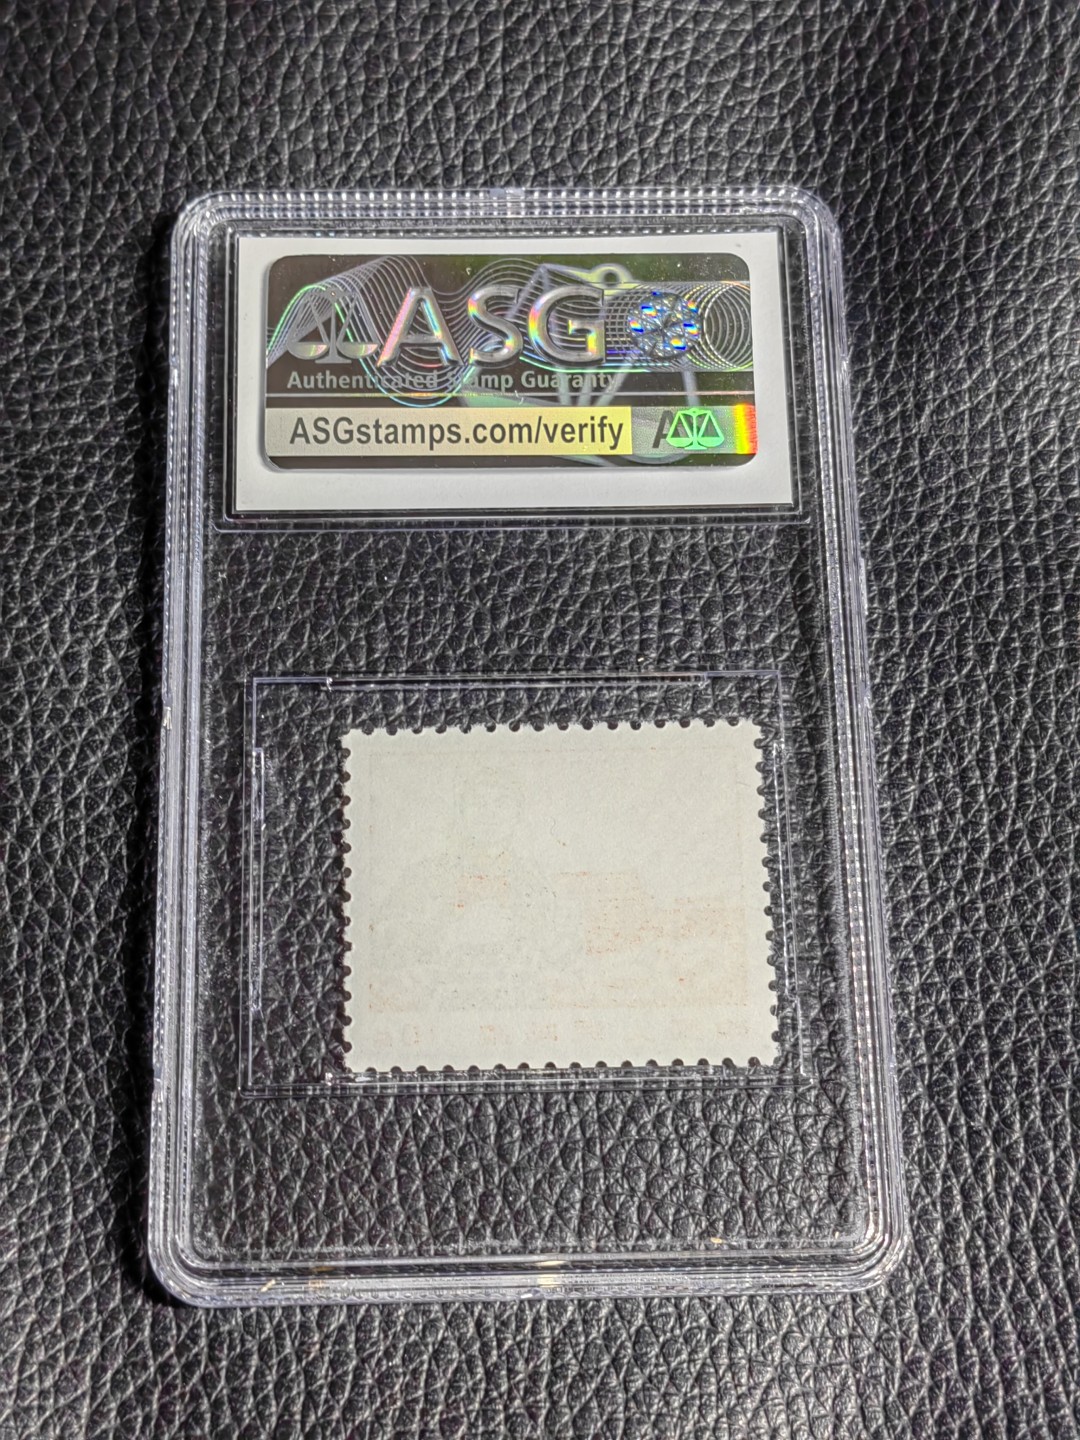 ASG
Authenticated Stamp Guaranty
ASGstamps.com/verify